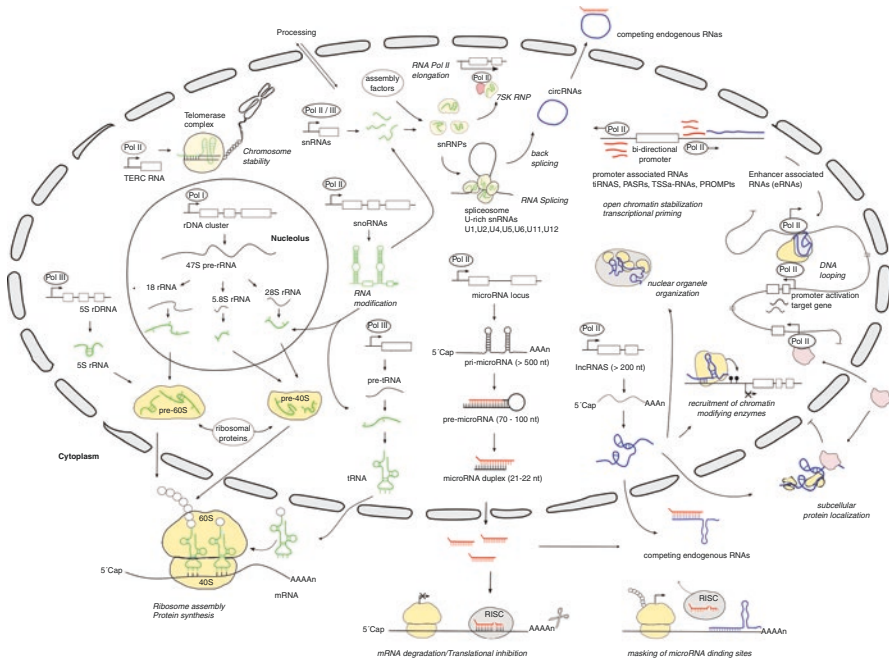 Processing
competing endogenous RNas
RNA Pol II
elongation
Pol II
7SK RNP
assembly
factors
Pol II / III
snRNAs
snRNPs
circRNAs
back
splicing
RNA Splicing
spliceosome
U-rich snRNAs
U1,U2,U4,U5,U6,U11,U12
Telomerase
complex
Chromosome
stability
Pol II
TERC RNA
Pol II
bi-directional
promoter
Pol II
promoter associated RNAs
tiRNAS, PASRs, TSSa-RNAs, PROMPts
open chromatin stabilization
transcriptional priming
Enhancer associated
RNAs (eRNAs)
Pol II
DNA
looping
Pol II
promoter activation
target gene
Pol II
Pol I
rDNA cluster
Nucleolus
47S pre-rRNA
18 rRNA
5.8S rRNA
28S rRNA
Pol II
snoRNAs
RNA
modification
Pol III
5S rDRNA
5S rRNA
pre-60S
pre-40S
ribosomal
proteins
Cytoplasm
Pol III
pre-tRNA
tRNA
Pol II
microRNA locus
5´Cap
AAAn
pri-microRNA (> 500 nt)
pre-microRNA (70 - 100 nt)
microRNA duplex (21-22 nt)
nuclear organele
organization
Pol II
lncRNAS (> 200 nt)
5´Cap
AAAn
recruitment of chromatin
modifying enzymes
subcellular
protein localization
60S
40S
5´Cap
AAAAn
mRNA
Ribosome assembly
Protein synthesis
competing endogenous RNAs
5´Cap
RISC
AAAAn
mRNA degradation/Translational inhibition
RISC
AAAAn
masking of microRNA dinding sites